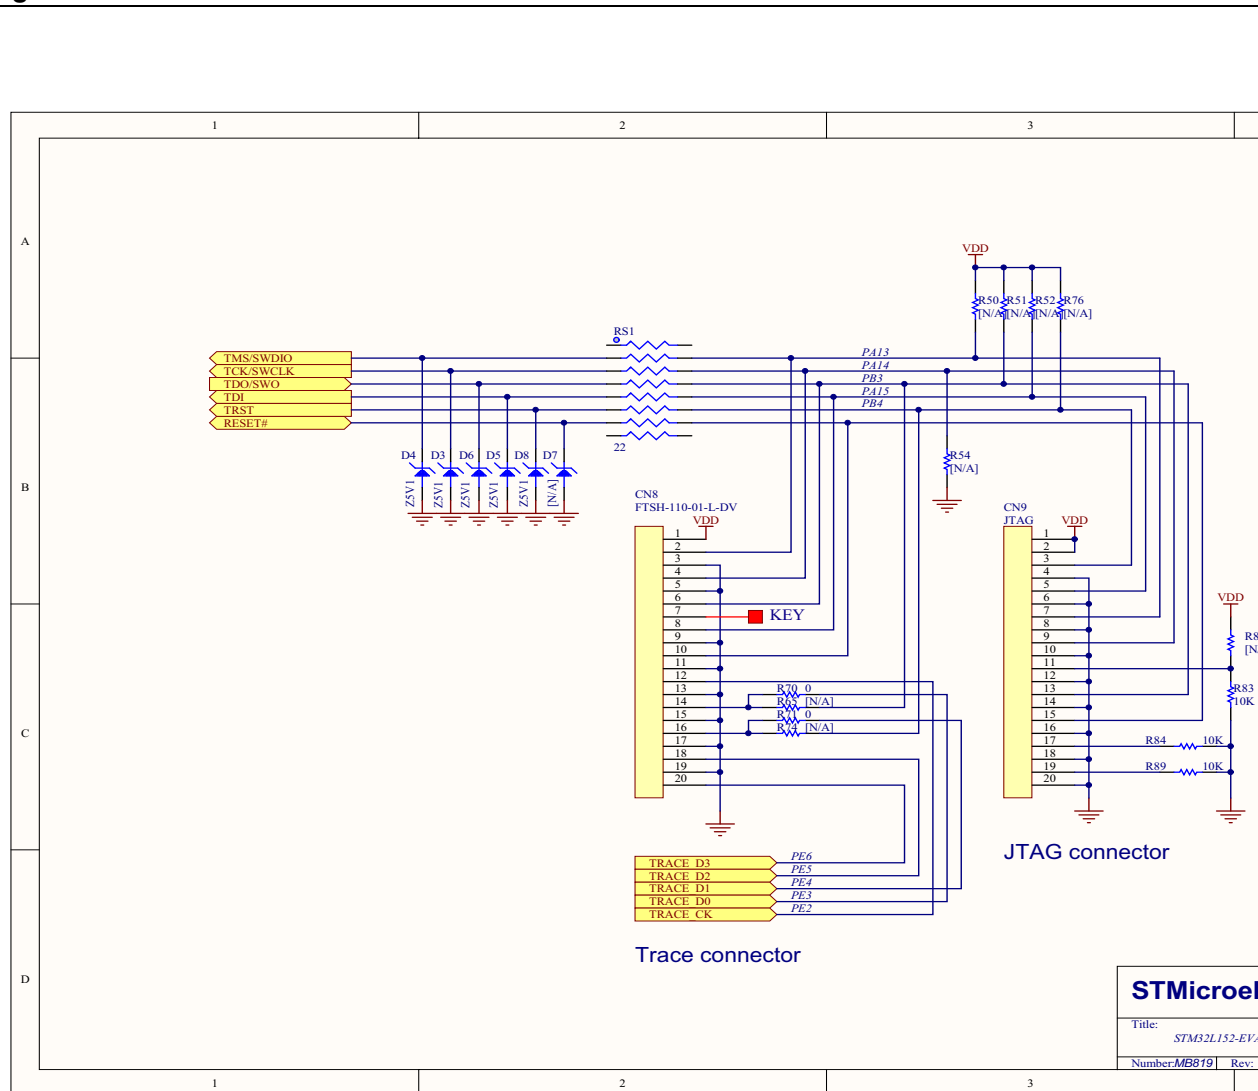 1 2 3
A
VDD
R50 R51 R52 R76
[N/A] [N/A] [N/A] [N/A]
RS1
TMS/SWDIO PA13
TCK/SWCLK PA14
TDO/SWO PB3
TDI PA15
TRST PB4
RESET#
22
D4 D3 D6 D5 D8 D7
Z5V1 Z5V1 Z5V1 Z5V1 Z5V1 [N/A]
R54
[N/A]
B
CN8
FTSH-110-01-L-DV
VDD
1
2
3
4
5
6
7
8
9
10
11
12
13
14
15
16
17
18
19
20
KEY
R70 0
R65 [N/A]
R71 0
R74 [N/A]
CN9
JTAG
VDD
1
2
3
4
5
6
7
8
9
10
11
12
13
14
15
16
17
18
19
20
VDD
R83
10K
R84 10K
R89 10K
C
JTAG connector
TRACE_D3 PE6
TRACE_D2 PE5
TRACE_D1 PE4
TRACE_D0 PE3
TRACE_CK PE2
Trace connector
D
STMicroel
Title:
STM32L152-EVA
Number:MB819 Rev:
1 2 3